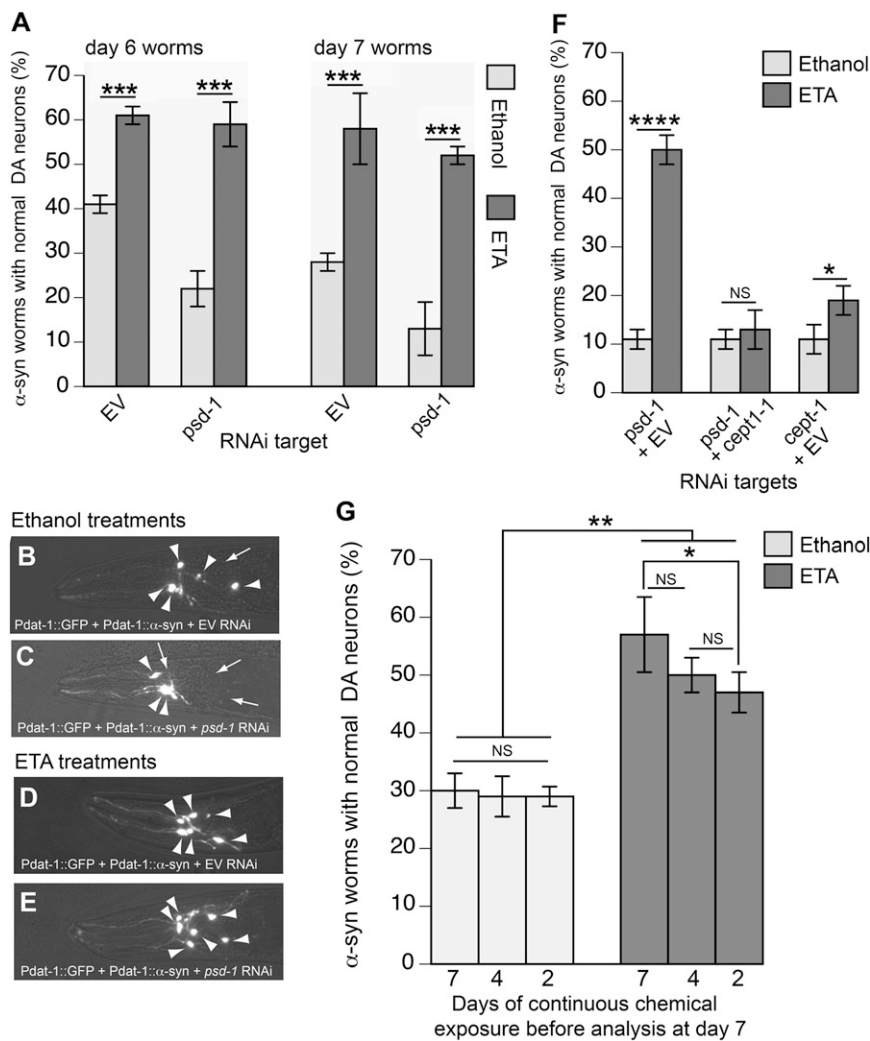 A
day 6 worms
day 7 worms
α-syn worms with normal DA neurons (%)
70
60
50
40
30
20
10
0
***
***
***
***
EV
psd-1
EV
psd-1
RNAi target
Ethanol
ETA
F
Ethanol
ETA
α-syn worms with normal DA neurons (%)
70
60
50
40
30
20
10
0
****
NS
*
psd-1
+ EV
psd-1
+ cept1-1
cept-1
+ EV
RNAi targets
Ethanol treatments
B
Pdat-1::GFP + Pdat-1::α-syn + EV RNAi
C
Pdat-1::GFP + Pdat-1::α-syn + psd-1 RNAi
ETA treatments
D
Pdat-1::GFP + Pdat-1::α-syn + EV RNAi
E
Pdat-1::GFP + Pdat-1::α-syn + psd-1 RNAi
G
Ethanol
ETA
α-syn worms with normal DA neurons (%)
70
60
50
40
30
20
10
0
**
*
NS
NS
NS
7 4 2 7 4 2
Days of continuous chemical
exposure before analysis at day 7